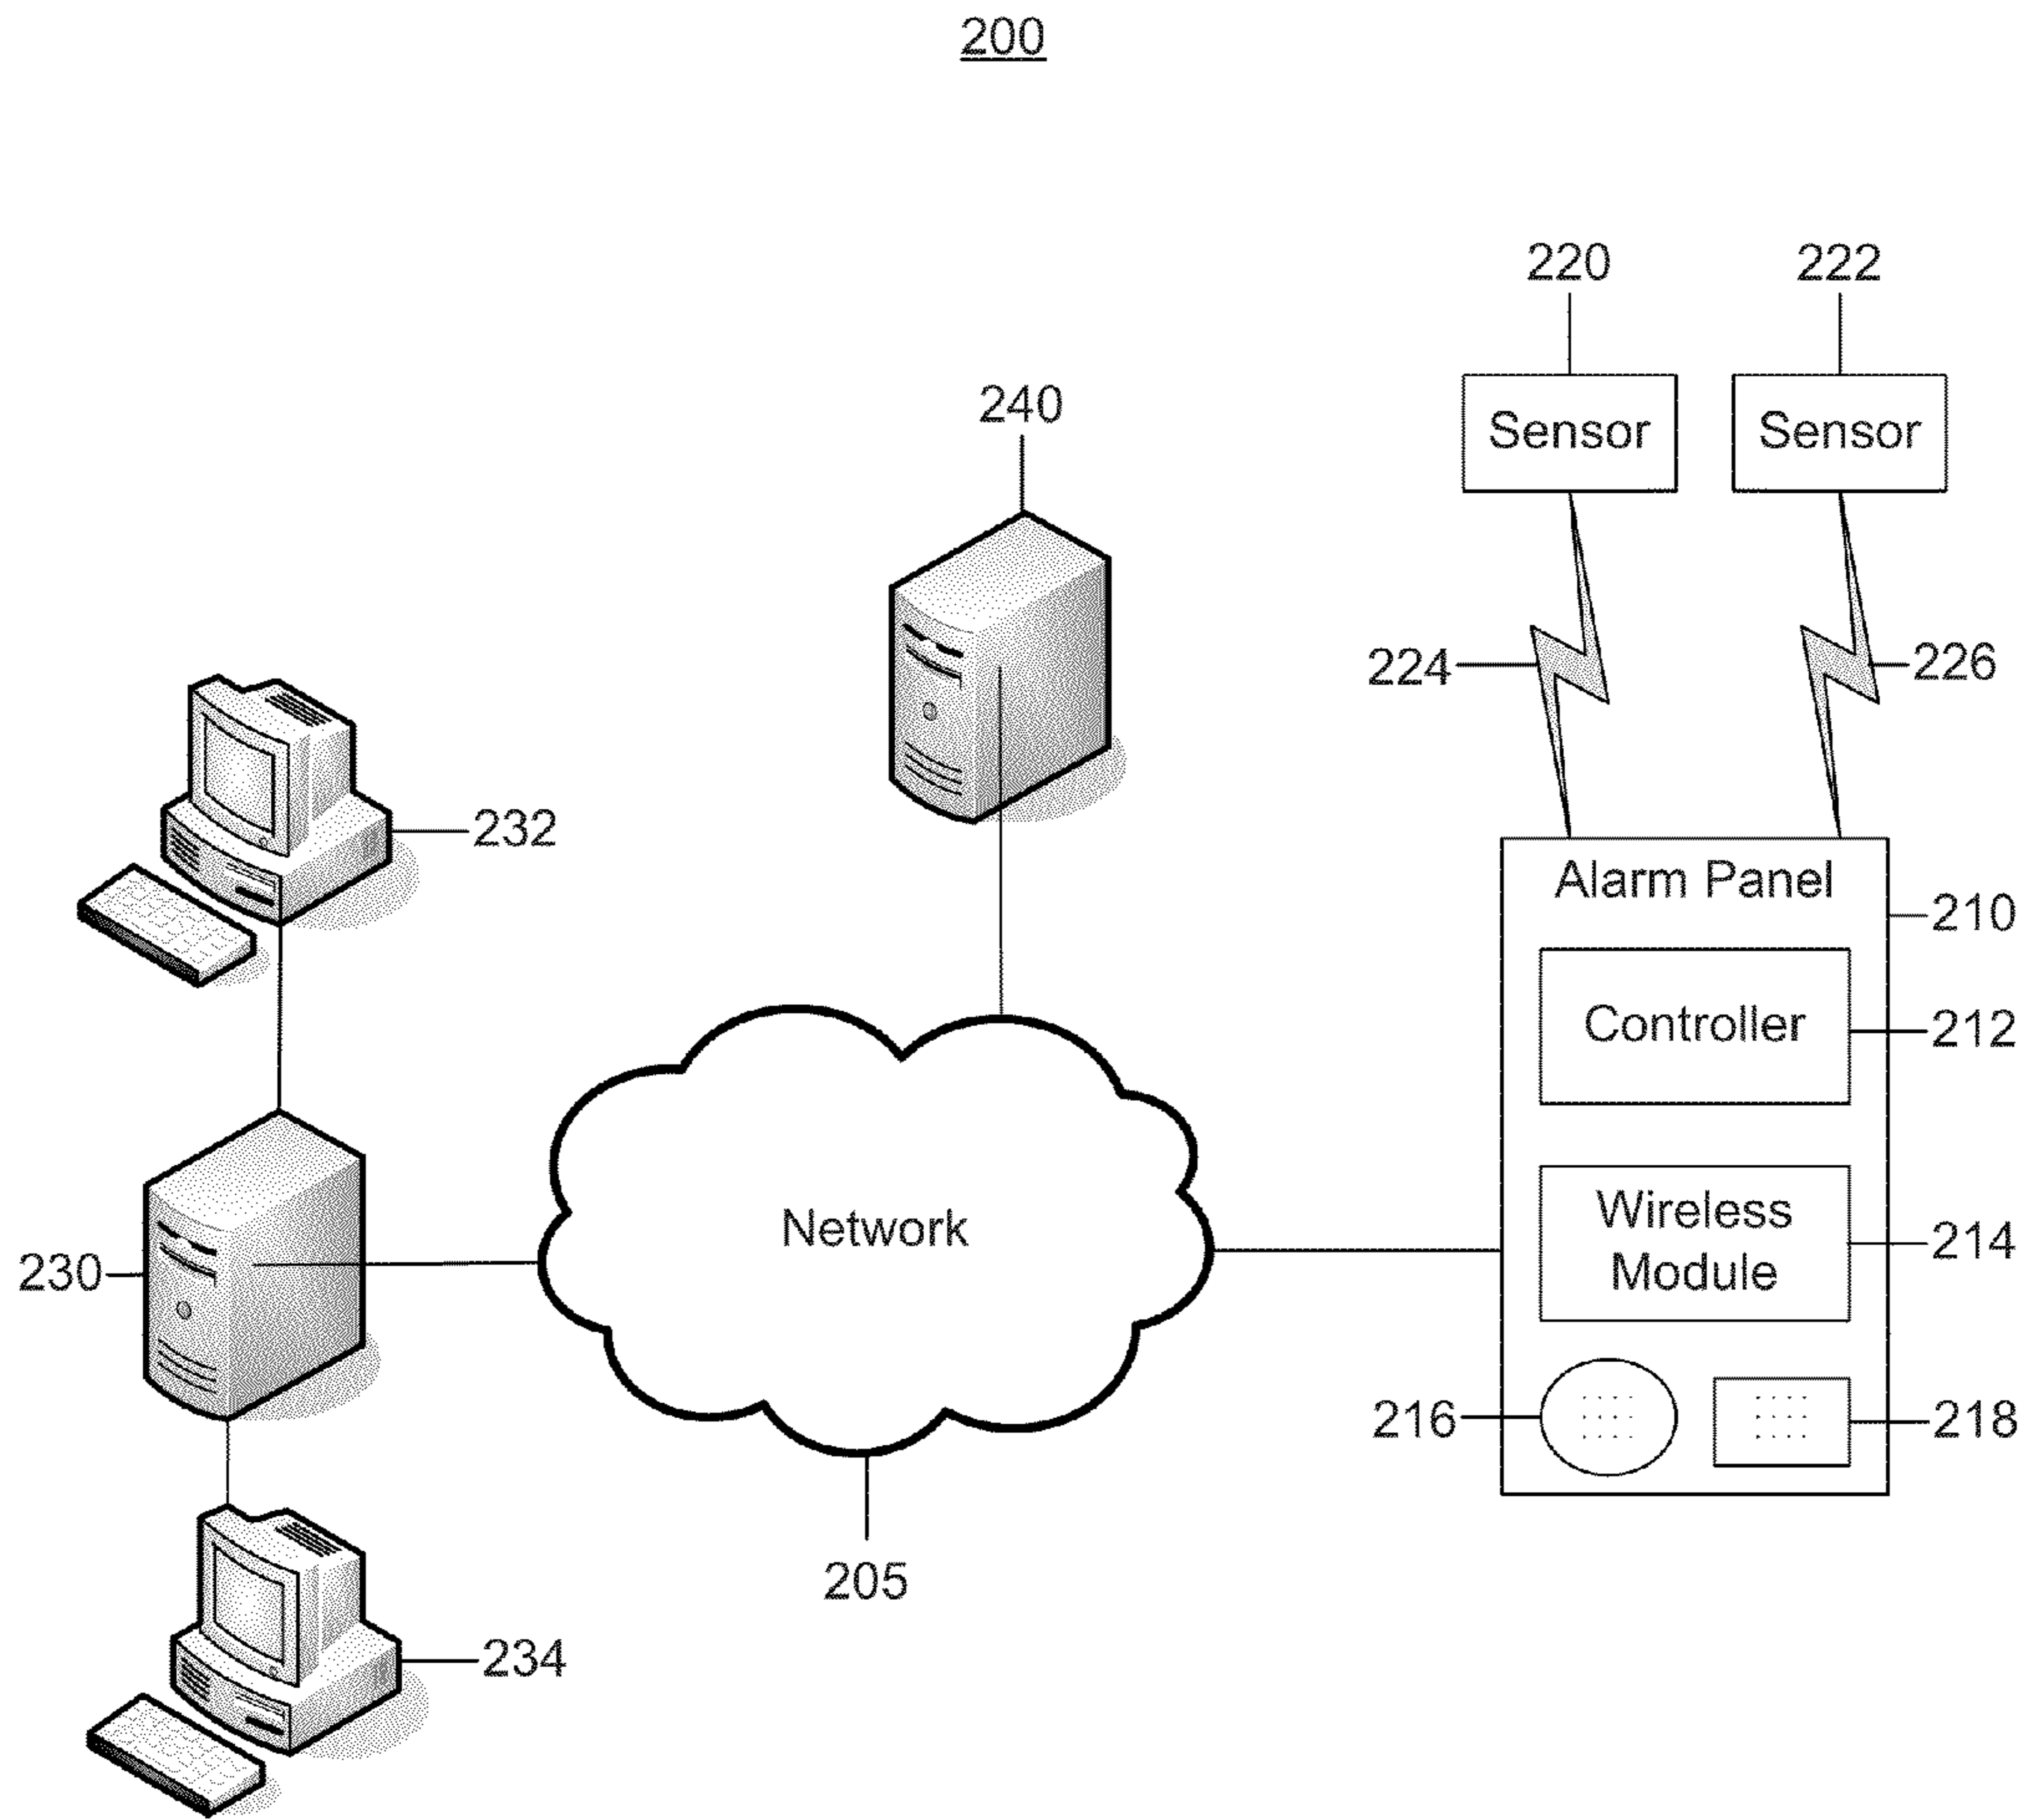 200
220
222
240
Sensor
Sensor
224
226
232
Alarm Panel
210
Controller
212
Network
Wireless
Module
214
230
216
218
205
234